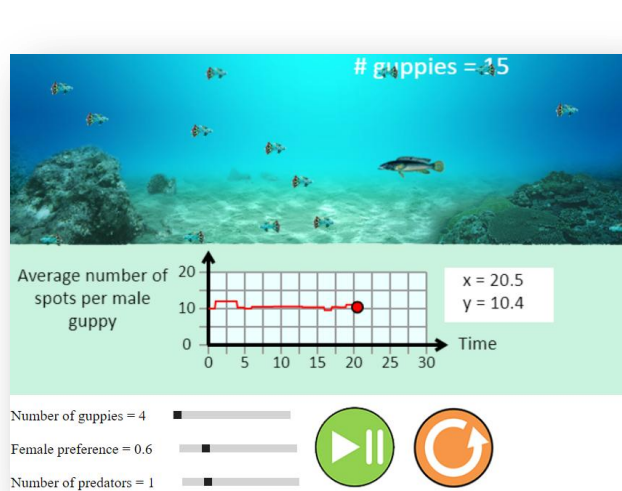 # guppies = 15
Average number of
spots per male
guppy
20
10
0
0 5 10 15 20 25 30
Time
x = 20.5
y = 10.4
Number of guppies = 4
Female preference = 0.6
Number of predators = 1